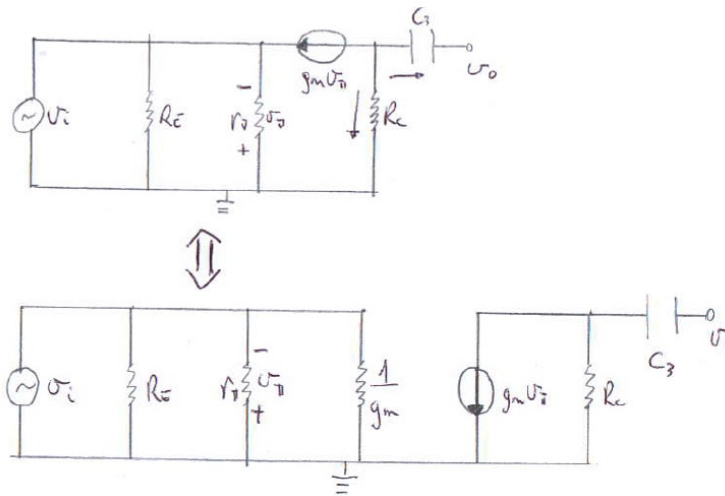 C₃
gmvπ
vₒ
vi
RE
rπ
−
vπ
+
Rc
vi
RE
rπ
−
vπ
+
1/gm
gmvπ
Rc
C₃
v